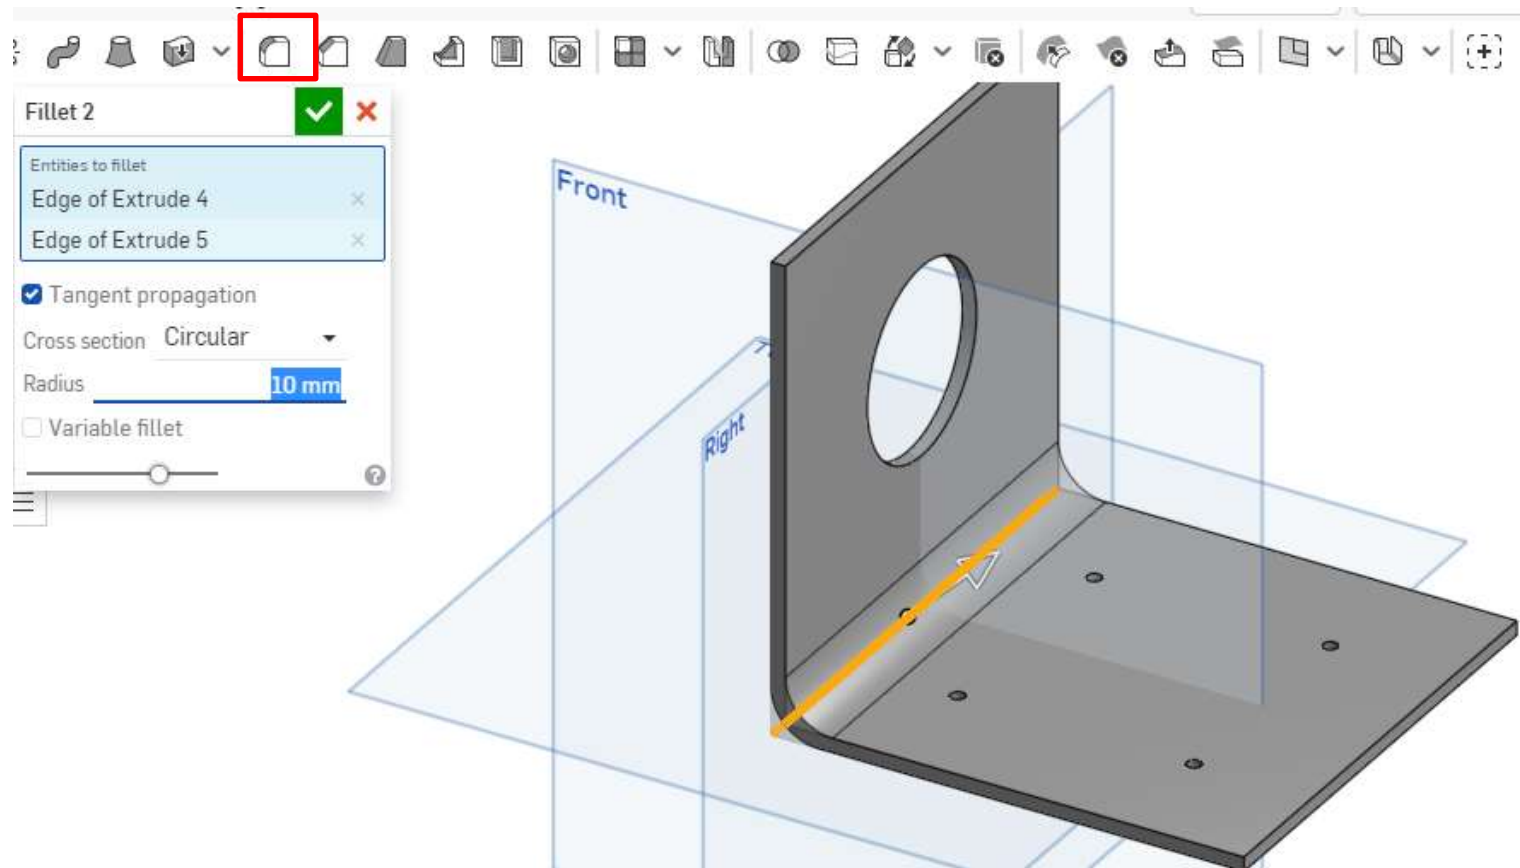 Fillet 2
Entities to fillet
Edge of Extrude 4
Edge of Extrude 5
Tangent propagation
Cross section Circular
Radius 10 mm
Variable fillet
Front
Right